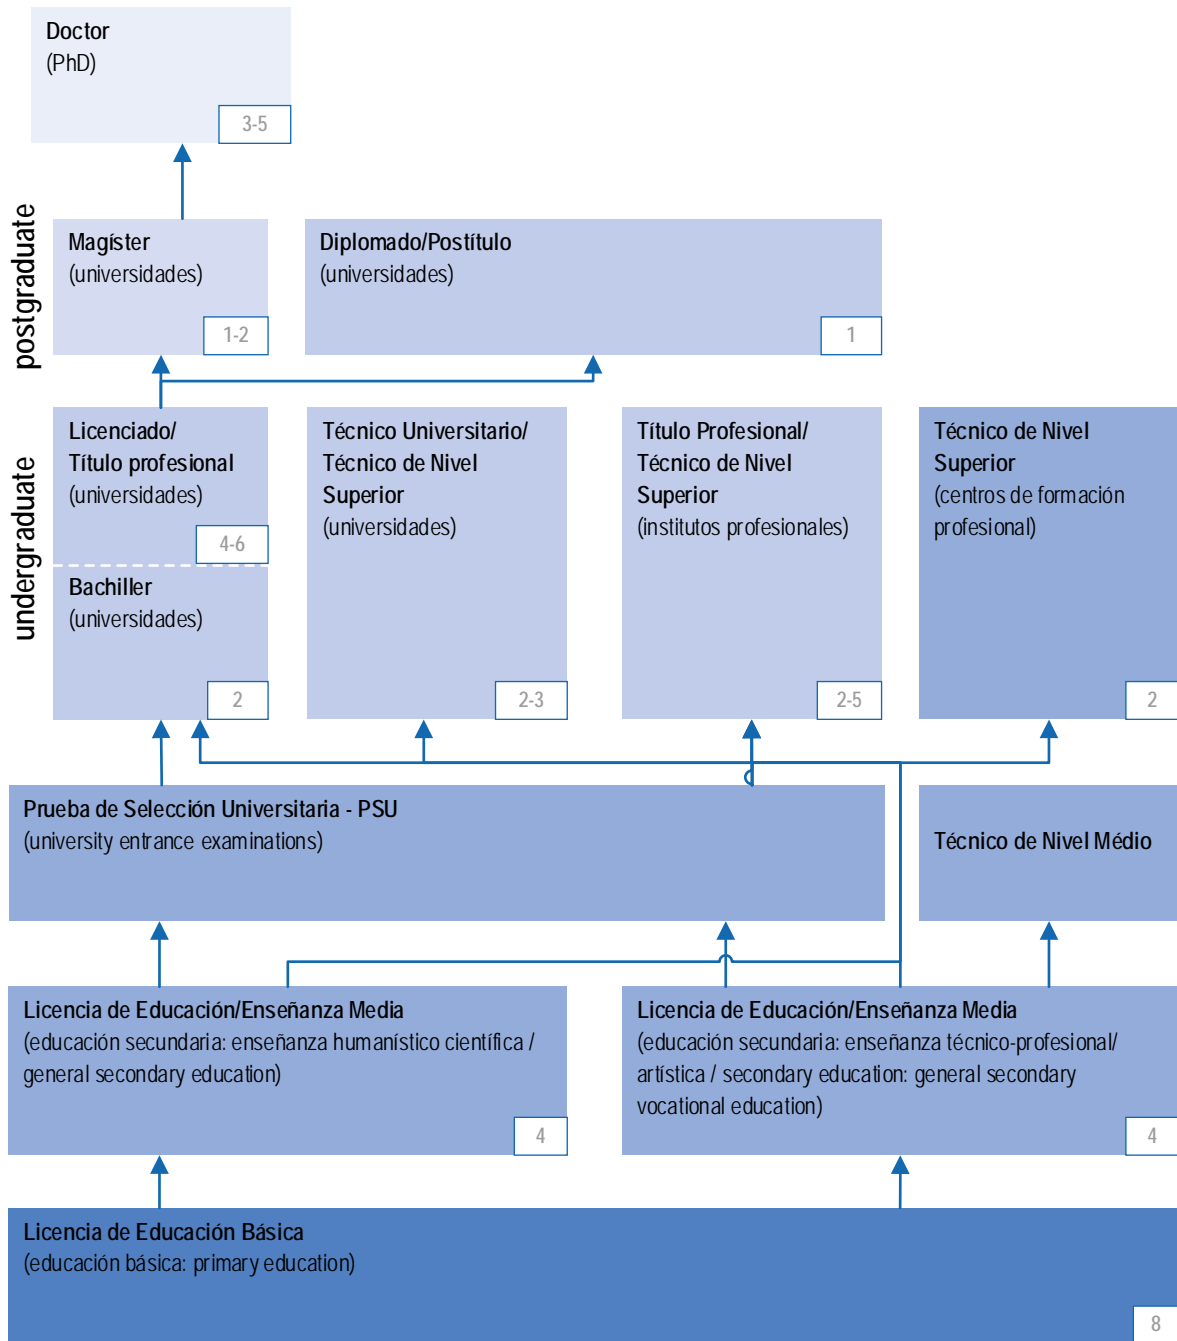 Doctor
(PhD)
3-5
postgraduate
Magíster
(universidades)
1-2
Diplomado/Postítulo
(universidades)
1
undergraduate
Licenciado/
Título profesional
(universidades)
4-6
Bachiller
(universidades)
2
Técnico Universitario/
Técnico de Nivel
Superior
(universidades)
2-3
Título Profesional/
Técnico de Nivel
Superior
(institutos profesionales)
2-5
Técnico de Nivel
Superior
(centros de formación
profesional)
2
Prueba de Selección Universitaria - PSU
(university entrance examinations)
Técnico de Nivel Médio
Licencia de Educación/Enseñanza Media
(educación secundaria: enseñanza humanístico científica /
general secondary education)
4
Licencia de Educación/Enseñanza Media
(educación secundaria: enseñanza técnico-profesional/
artística / secondary education: general secondary
vocational education)
4
Licencia de Educación Básica
(educación básica: primary education)
8